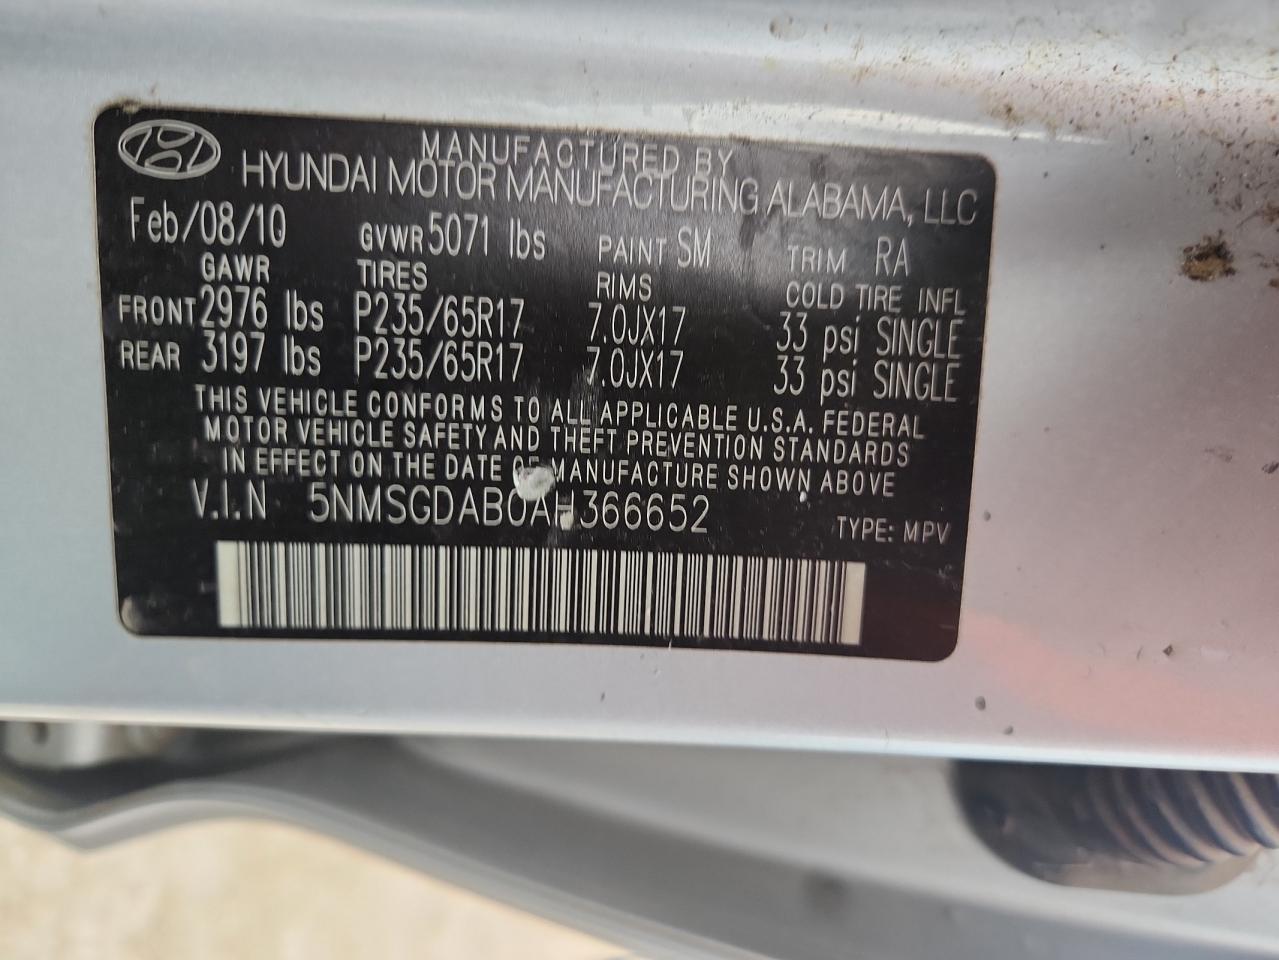 MANUFACTURED BY
HYUNDAI MOTOR MANUFACTURING ALABAMA, LLC
Feb/08/10 GVWR 5071 lbs PAINT SM TRIM RA
GAWR TIRES RIMS COLD TIRE INFL
FRONT 2976 lbs P235/65R17 7.0JX17 33 psi SINGLE
REAR 3197 lbs P235/65R17 7.0JX17 33 psi SINGLE
THIS VEHICLE CONFORMS TO ALL APPLICABLE U.S.A. FEDERAL
MOTOR VEHICLE SAFETY AND THEFT PREVENTION STANDARDS
IN EFFECT ON THE DATE OF MANUFACTURE SHOWN ABOVE
V.I.N 5NMSGDAB0AH366652 TYPE: MPV